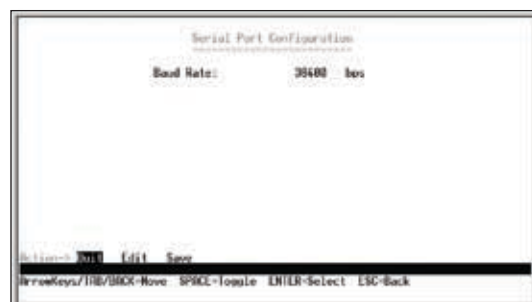 Serial Port Configuration
Baud Rate: 38400 bps
Action-> Quit Edit Save
ArrowKeys/TAB/BACK-Move SPACE-Toggle ENTER-Select ESC-Back